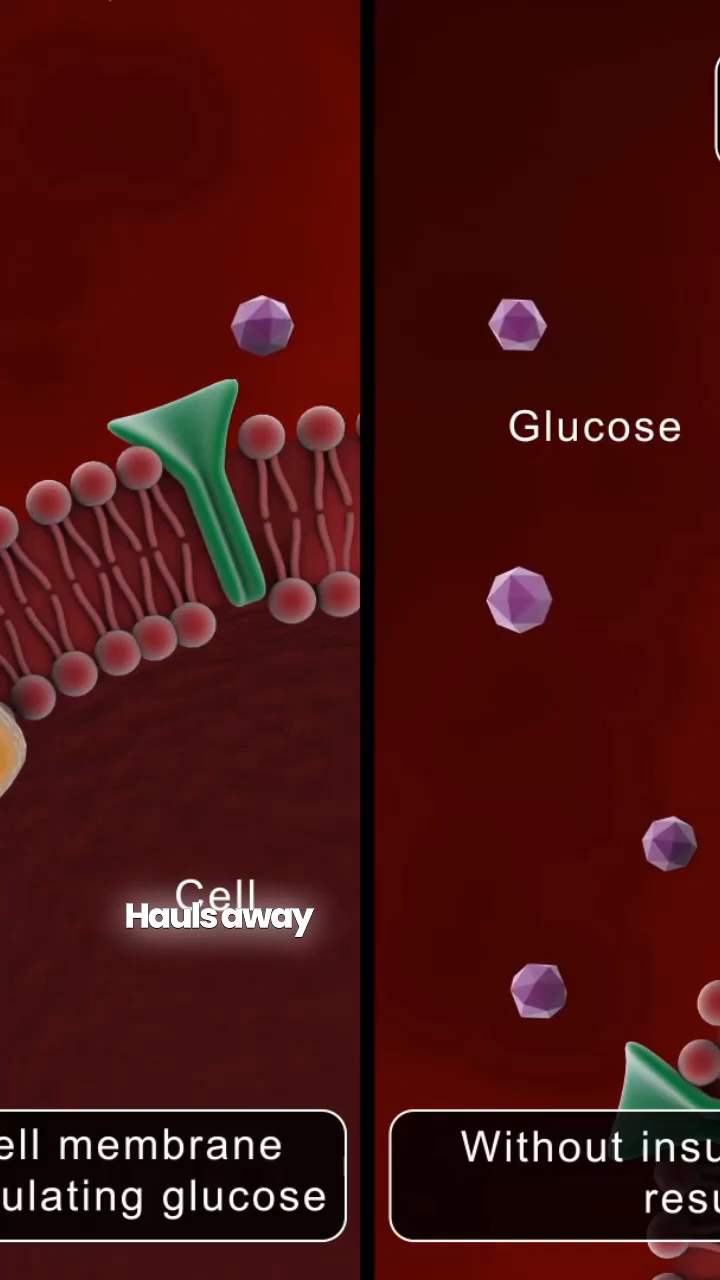 Glucose
Cell
Hauls away
ell membrane
ulating glucose
Without insu
resu